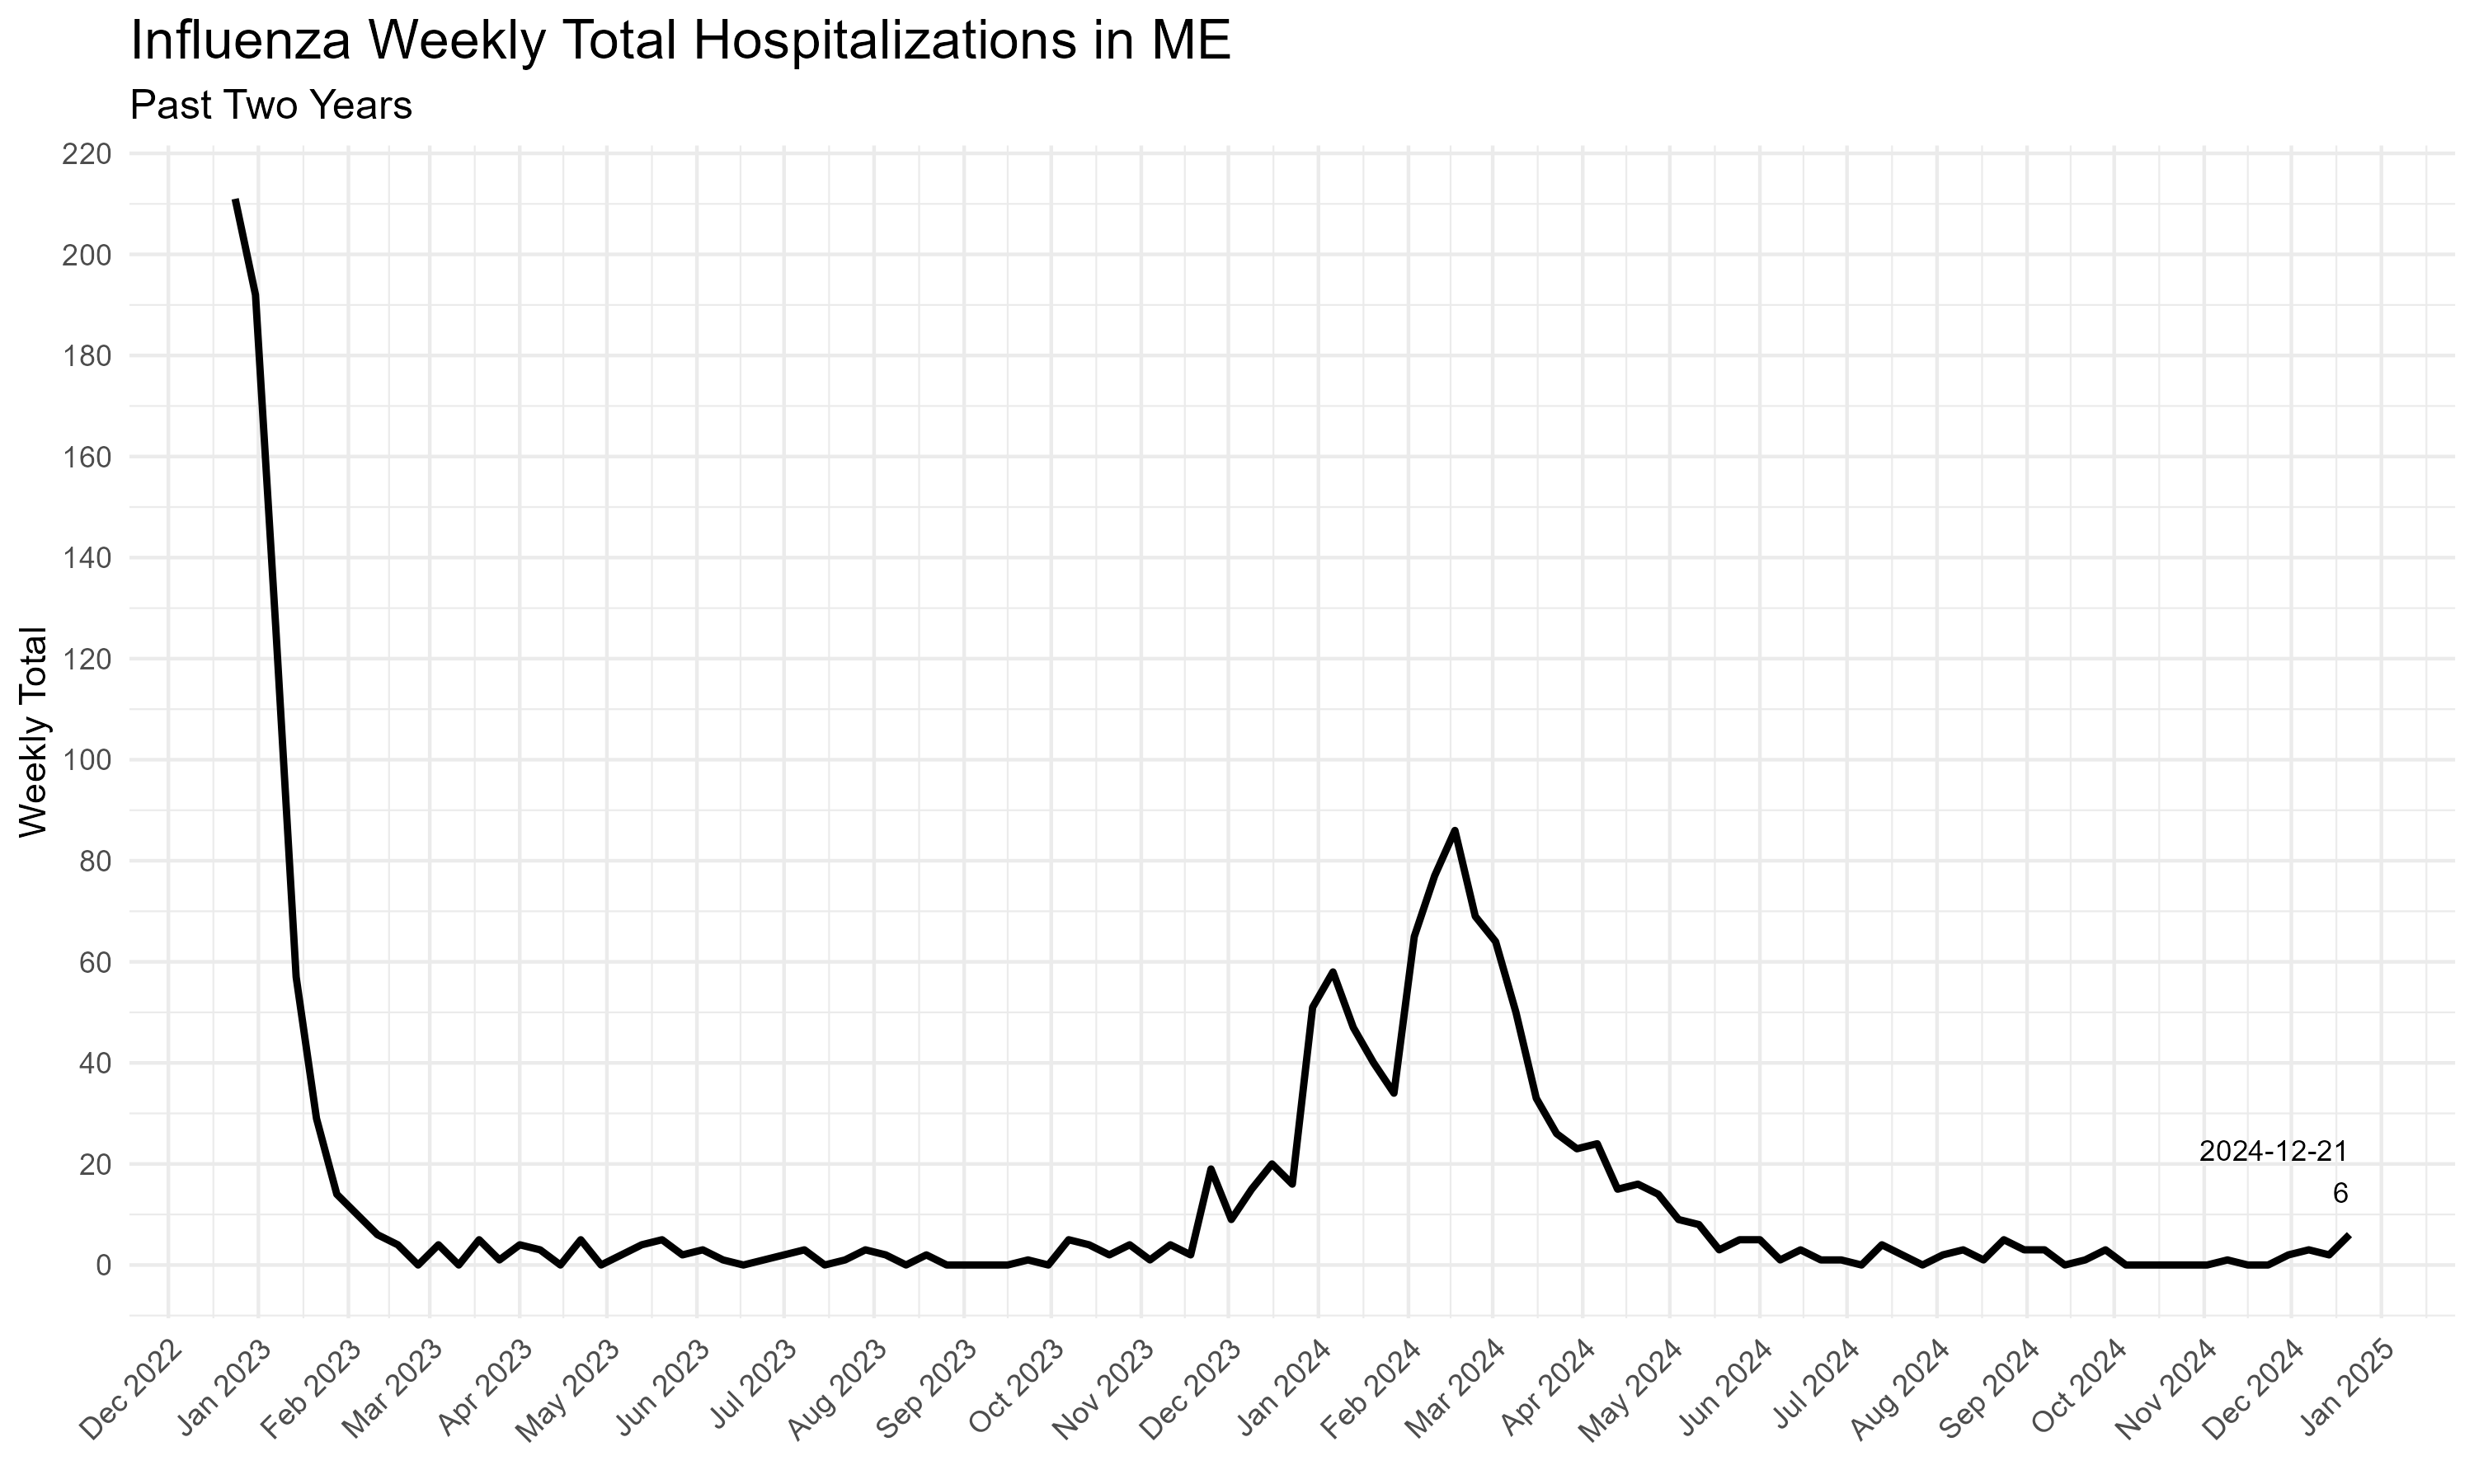 Influenza Weekly Total Hospitalizations in ME
Past Two Years
Weekly Total
220
200
180
160
140
120
100
80
60
40
20
0
2024-12-21
6
Dec 2022
Jan 2023
Feb 2023
Mar 2023
Apr 2023
May 2023
Jun 2023
Jul 2023
Aug 2023
Sep 2023
Oct 2023
Nov 2023
Dec 2023
Jan 2024
Feb 2024
Mar 2024
Apr 2024
May 2024
Jun 2024
Jul 2024
Aug 2024
Sep 2024
Oct 2024
Nov 2024
Dec 2024
Jan 2025